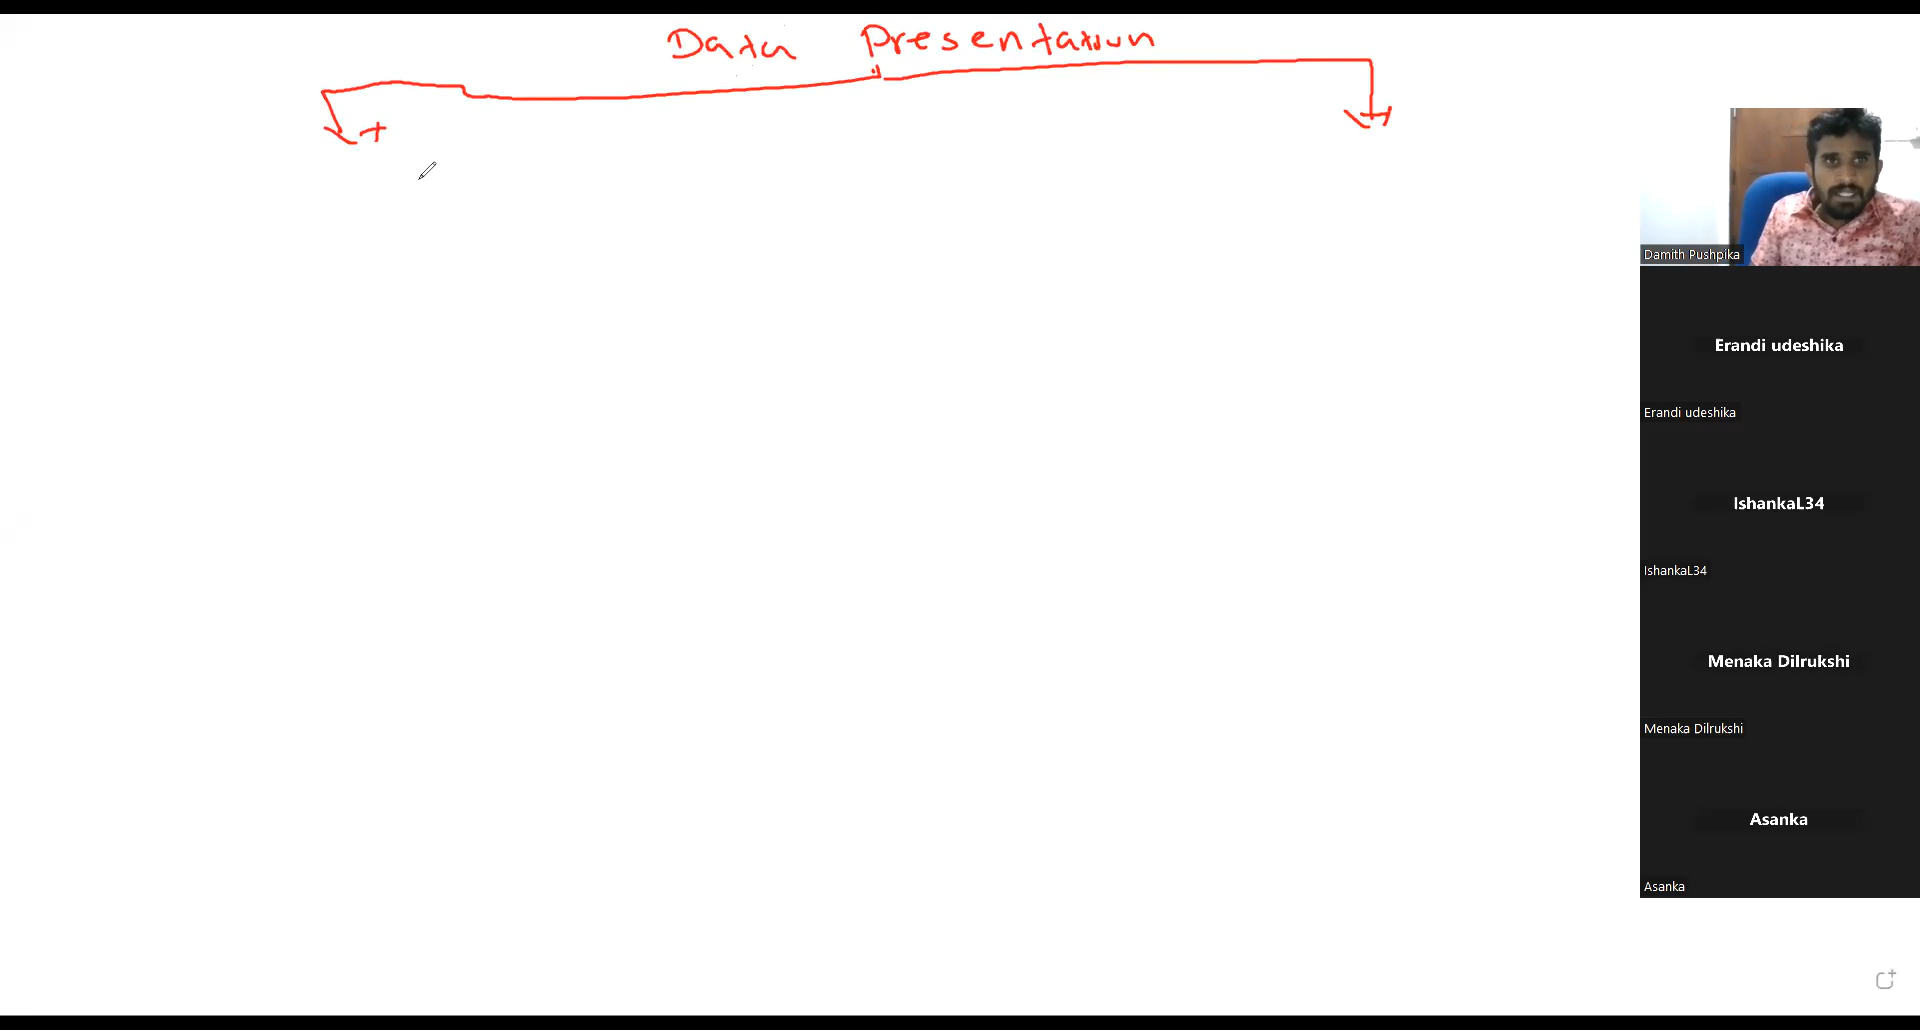 Data Presentation
Damith Pushpika
Erandi udeshika
Erandi udeshika
IshankaL34
IshankaL34
Menaka Dilrukshi
Menaka Dilrukshi
Asanka
Asanka